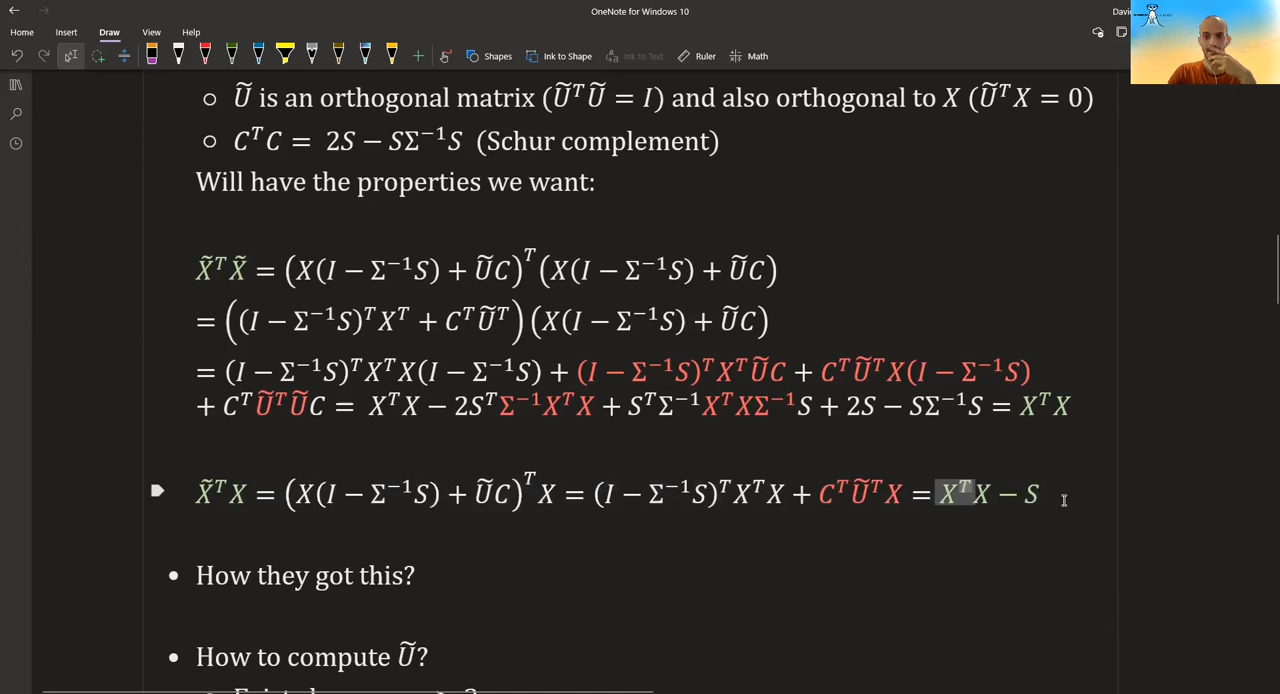 OneNote for Windows 10
Home Insert Draw View Help
Shapes Ink to Shape Ink to Text Ruler Math
○ Ũ is an orthogonal matrix (ŨᵀŨ = I) and also orthogonal to X (ŨᵀX = 0)
○ CᵀC = 2S − SΣ⁻¹S (Schur complement)
Will have the properties we want:
X̃ᵀX̃ = (X(I − Σ⁻¹S) + ŨC)ᵀ(X(I − Σ⁻¹S) + ŨC)
= ((I − Σ⁻¹S)ᵀXᵀ + CᵀŨᵀ)(X(I − Σ⁻¹S) + ŨC)
= (I − Σ⁻¹S)ᵀXᵀX(I − Σ⁻¹S) + (I − Σ⁻¹S)ᵀXᵀŨC + CᵀŨᵀX(I − Σ⁻¹S)
+ CᵀŨᵀŨC = XᵀX − 2SᵀΣ⁻¹XᵀX + SᵀΣ⁻¹XᵀXΣ⁻¹S + 2S − SΣ⁻¹S = XᵀX
X̃ᵀX = (X(I − Σ⁻¹S) + ŨC)ᵀX = (I − Σ⁻¹S)ᵀXᵀX + CᵀŨᵀX = XᵀX − S
• How they got this?
• How to compute Ũ?